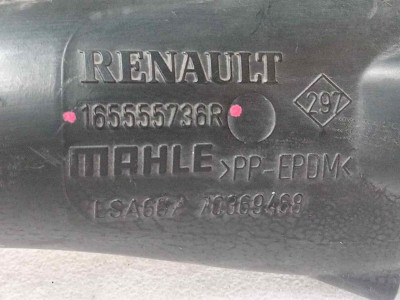 RENAULT
165555736R
297
MAHLE >PP-EPDM<